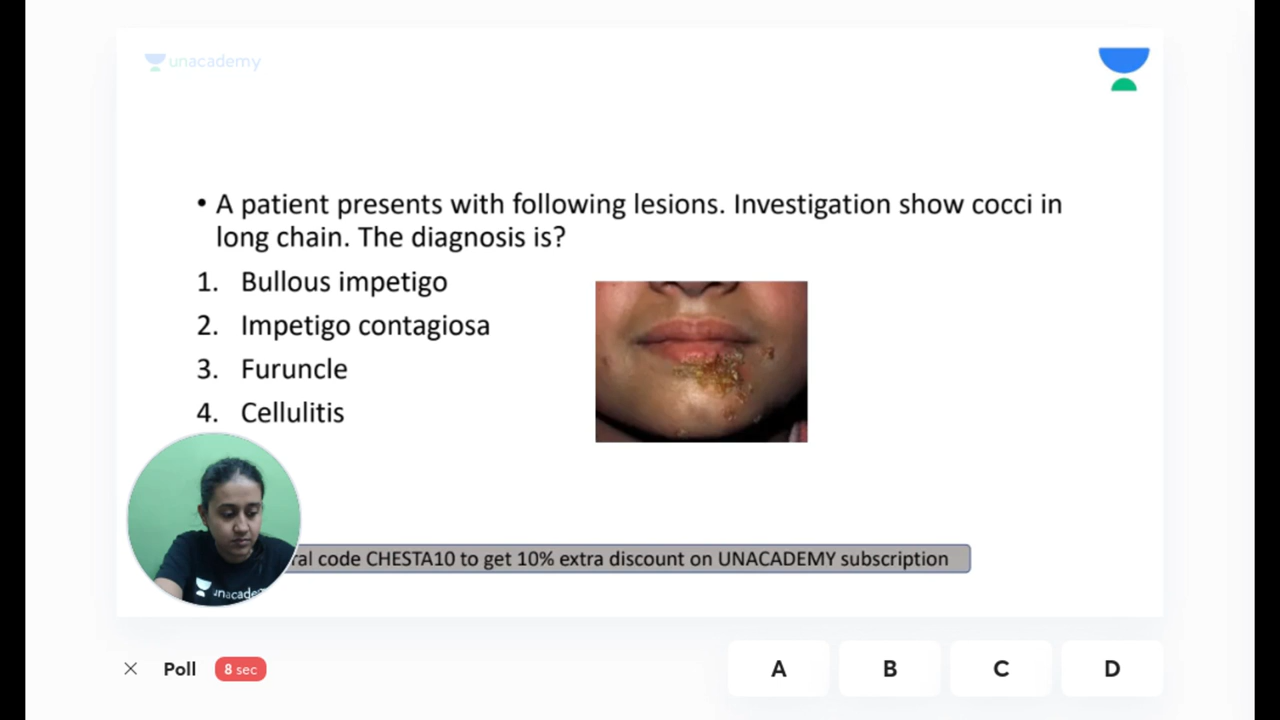 unacademy
• A patient presents with following lesions. Investigation show cocci in
long chain. The diagnosis is?
1. Bullous impetigo
2. Impetigo contagiosa
3. Furuncle
4. Cellulitis
code CHESTA10 to get 10% extra discount on UNACADEMY subscription
Poll 8 sec A B C D